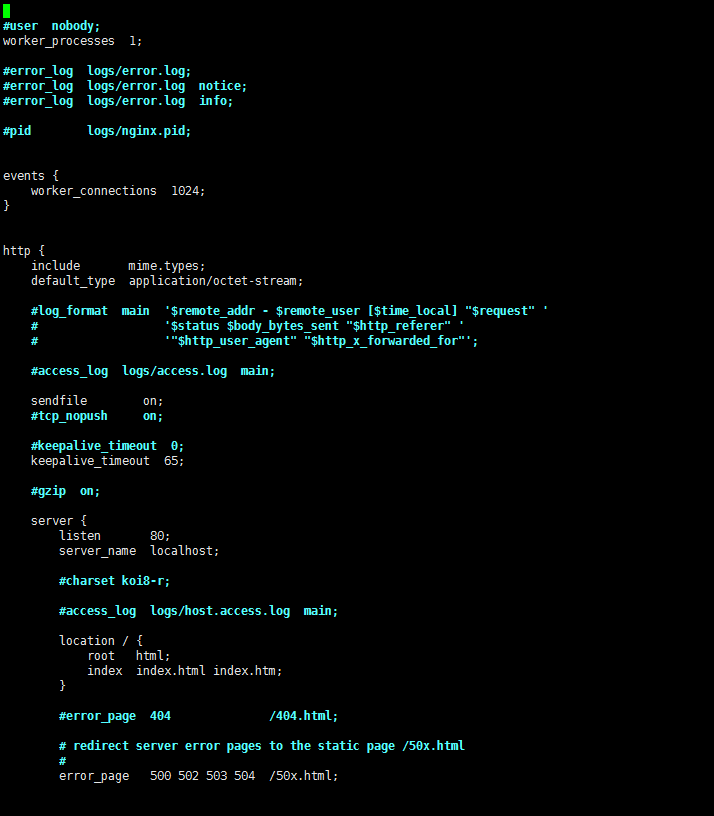 #user  nobody;
worker_processes  1;

#error_log  logs/error.log;
#error_log  logs/error.log  notice;
#error_log  logs/error.log  info;

#pid        logs/nginx.pid;


events {
    worker_connections  1024;
}


http {
    include       mime.types;
    default_type  application/octet-stream;

    #log_format  main  '$remote_addr - $remote_user [$time_local] "$request" '
    #                  '$status $body_bytes_sent "$http_referer" '
    #                  '"$http_user_agent" "$http_x_forwarded_for"';

    #access_log  logs/access.log  main;

    sendfile        on;
    #tcp_nopush     on;

    #keepalive_timeout  0;
    keepalive_timeout  65;

    #gzip  on;

    server {
        listen       80;
        server_name  localhost;

        #charset koi8-r;

        #access_log  logs/host.access.log  main;

        location / {
            root   html;
            index  index.html index.htm;
        }

        #error_page  404              /404.html;

        # redirect server error pages to the static page /50x.html
        #
        error_page   500 502 503 504  /50x.html;